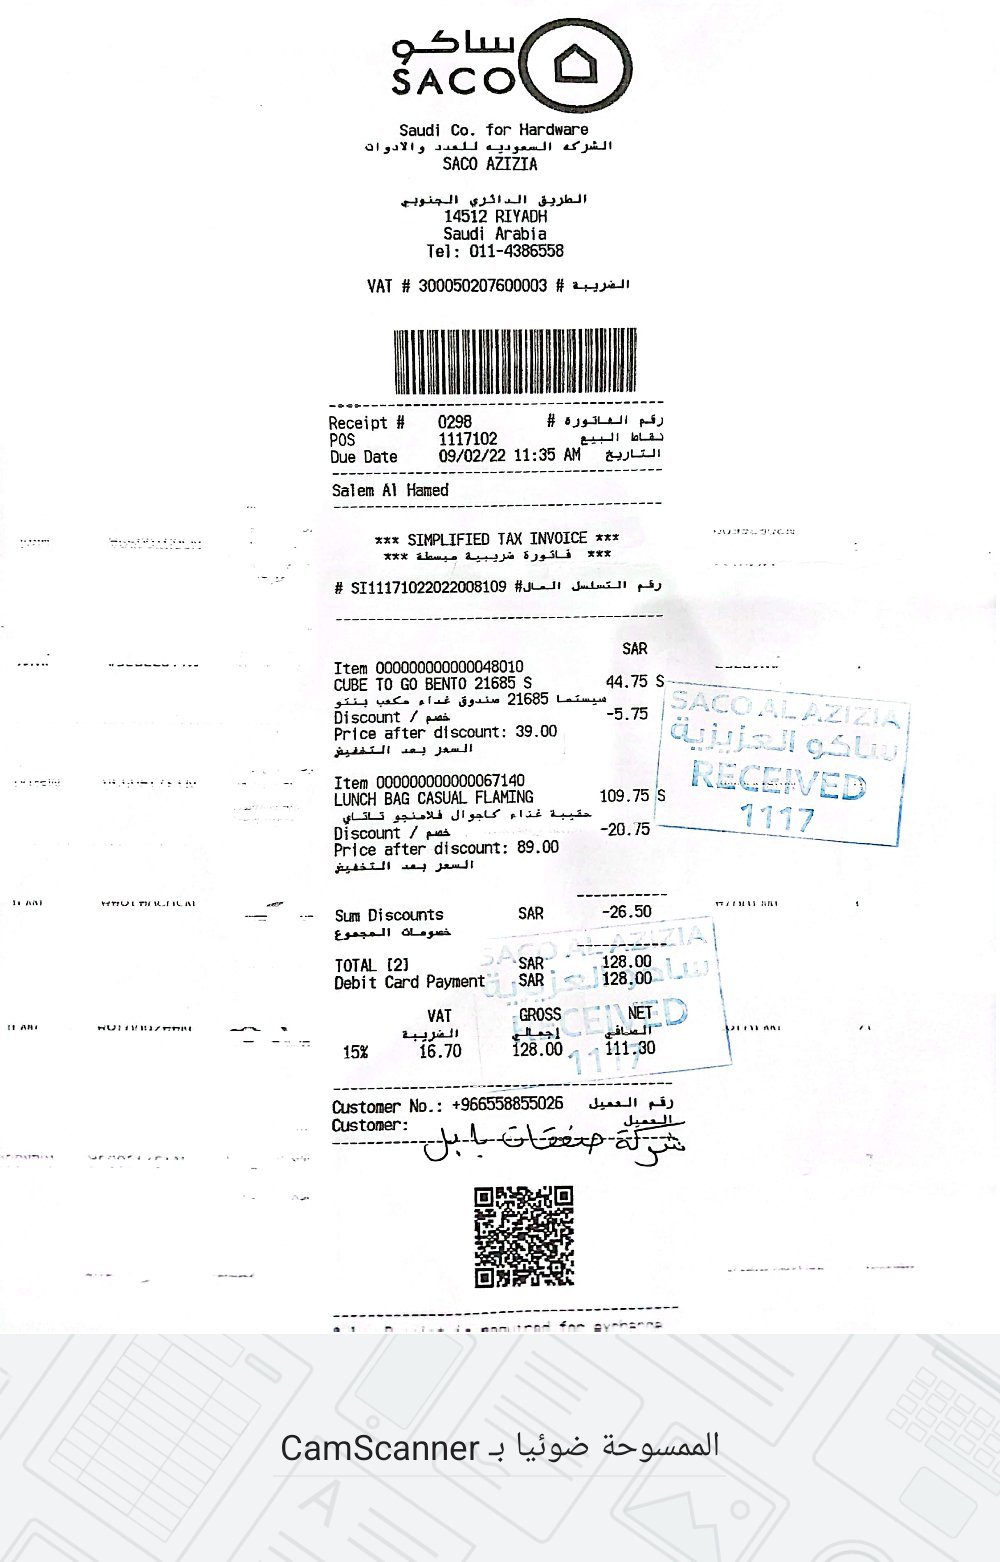 ساكو
SACO
Saudi Co. for Hardware
الشركه السعوديه للعدد والادوات
SACO AZIZIA
الطريق الدائري الجنوبي
14512 RIYADH
Saudi Arabia
Tel: 011-4386558
VAT # 300050207600003 # الضريبة
Receipt # 0298 # رقم الفاتورة
POS 1117102 نقاط البيع
Due Date 09/02/22 11:35 AM التاريخ
Salem Al Hamed
*** SIMPLIFIED TAX INVOICE ***
*** فاتورة ضريبية مبسطة ***
# SI11171022022008109 #رقم التسلسل المال
SAR
Item 000000000000048010
CUBE TO GO BENTO 21685 S 44.75 S
سيستما 21685 صندوق غداء مكعب بنتو
Discount / خصم -5.75
Price after discount: 39.00
السعر بعد التخفيض
Item 000000000000067140
LUNCH BAG CASUAL FLAMING 109.75 S
حقيبة غداء كاجوال فلامنجو تاتاي
Discount / خصم -20.75
Price after discount: 89.00
السعر بعد التخفيض
SACO AL AZIZIA
ساكو العزيزية
RECEIVED
1117
Sum Discounts SAR -26.50
خصومات المجموع
TOTAL [2] SAR 128.00
Debit Card Payment SAR 128.00
VAT GROSS NET
الضريبة إجمالي الصافي
15% 16.70 128.00 111.30
SACO AL AZIZIA
ساكو العزيزية
RECEIVED
1117
Customer No.: +966558855026 رقم العميل
Customer: العميل
شركة صفقات بابل
الممسوحة ضوئيا بـ CamScanner